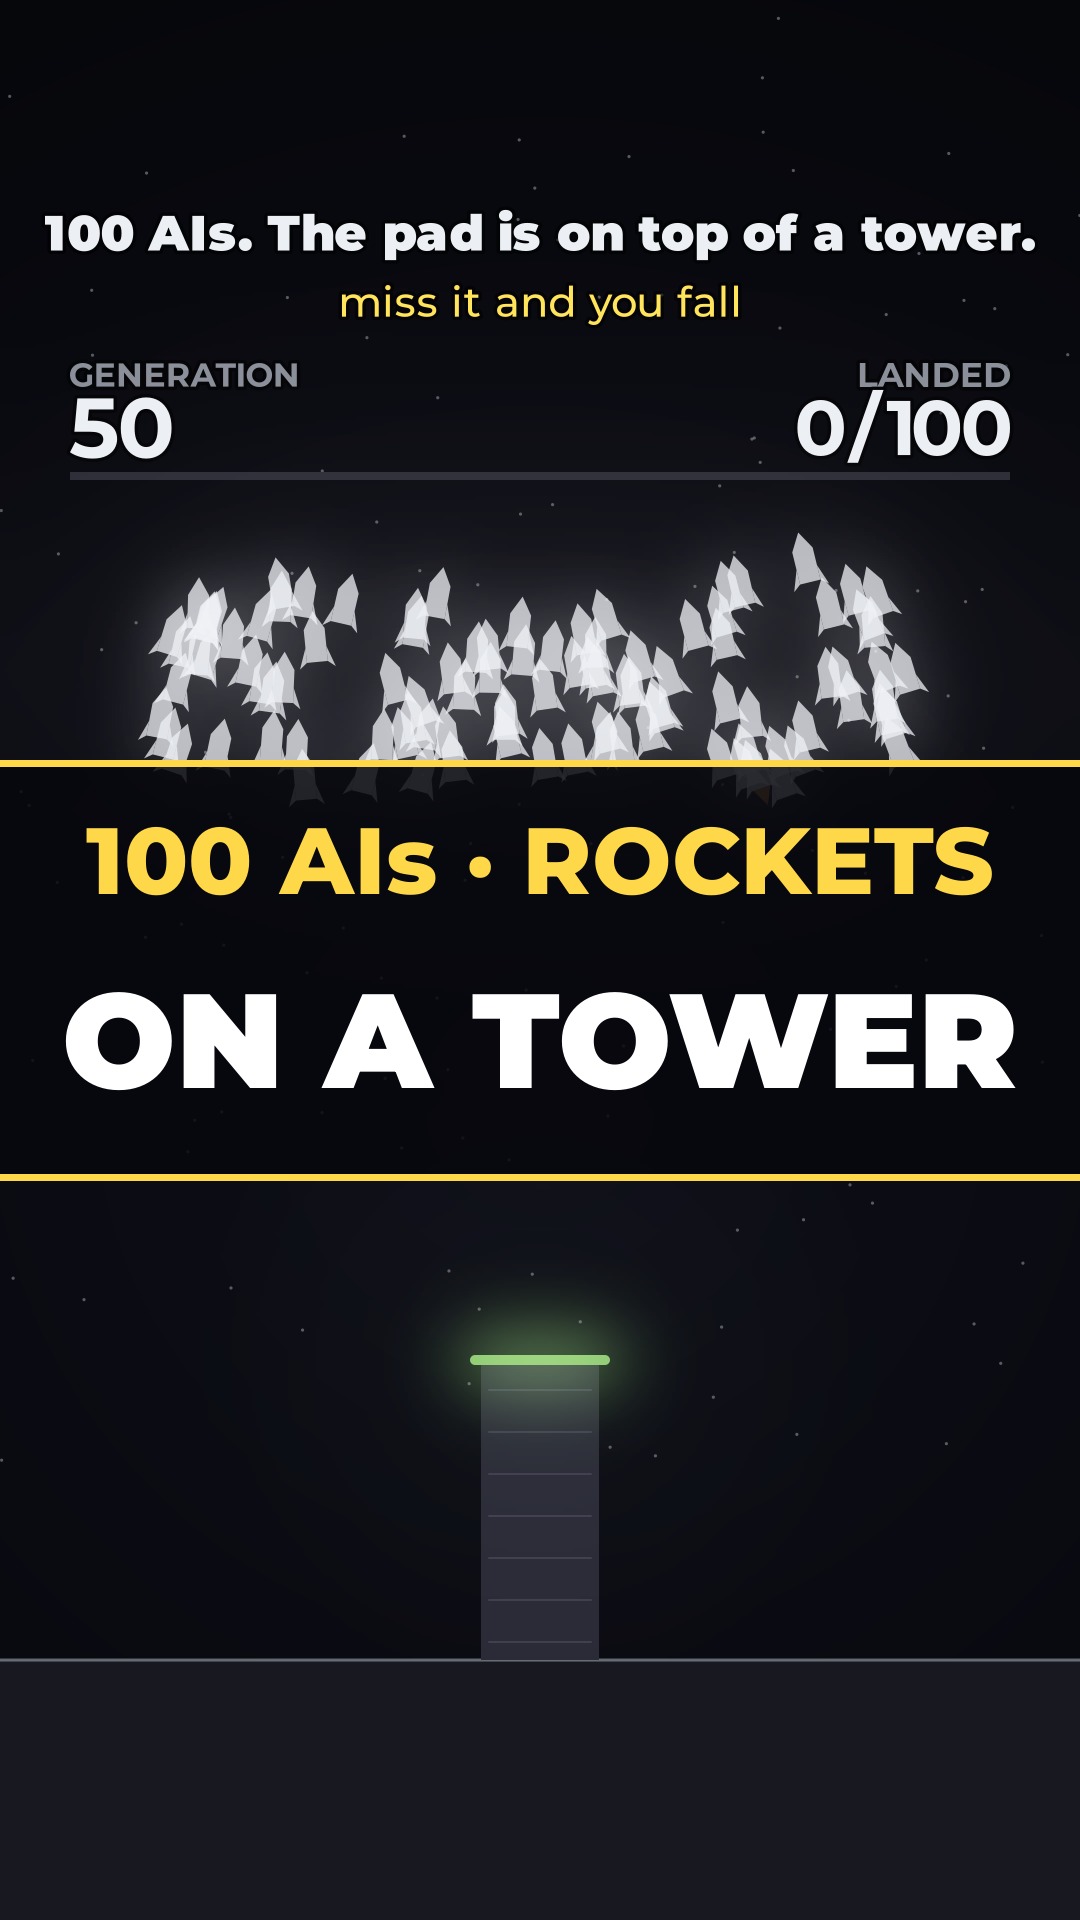 100 AIs. The pad is on top of a tower.
miss it and you fall
GENERATION
50
LANDED
0/100
100 AIs • ROCKETS
ON A TOWER